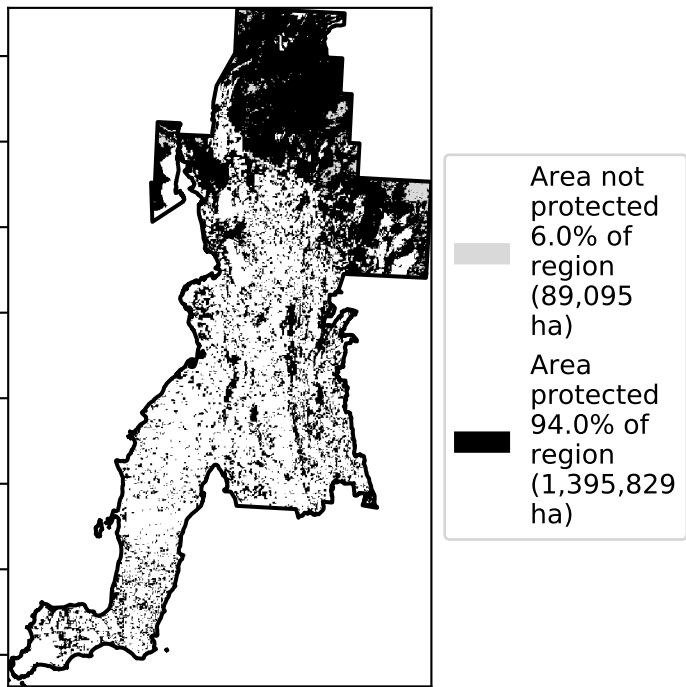 Area not
protected
6.0% of
region
(89,095
ha)
Area
protected
94.0% of
region
(1,395,829
ha)